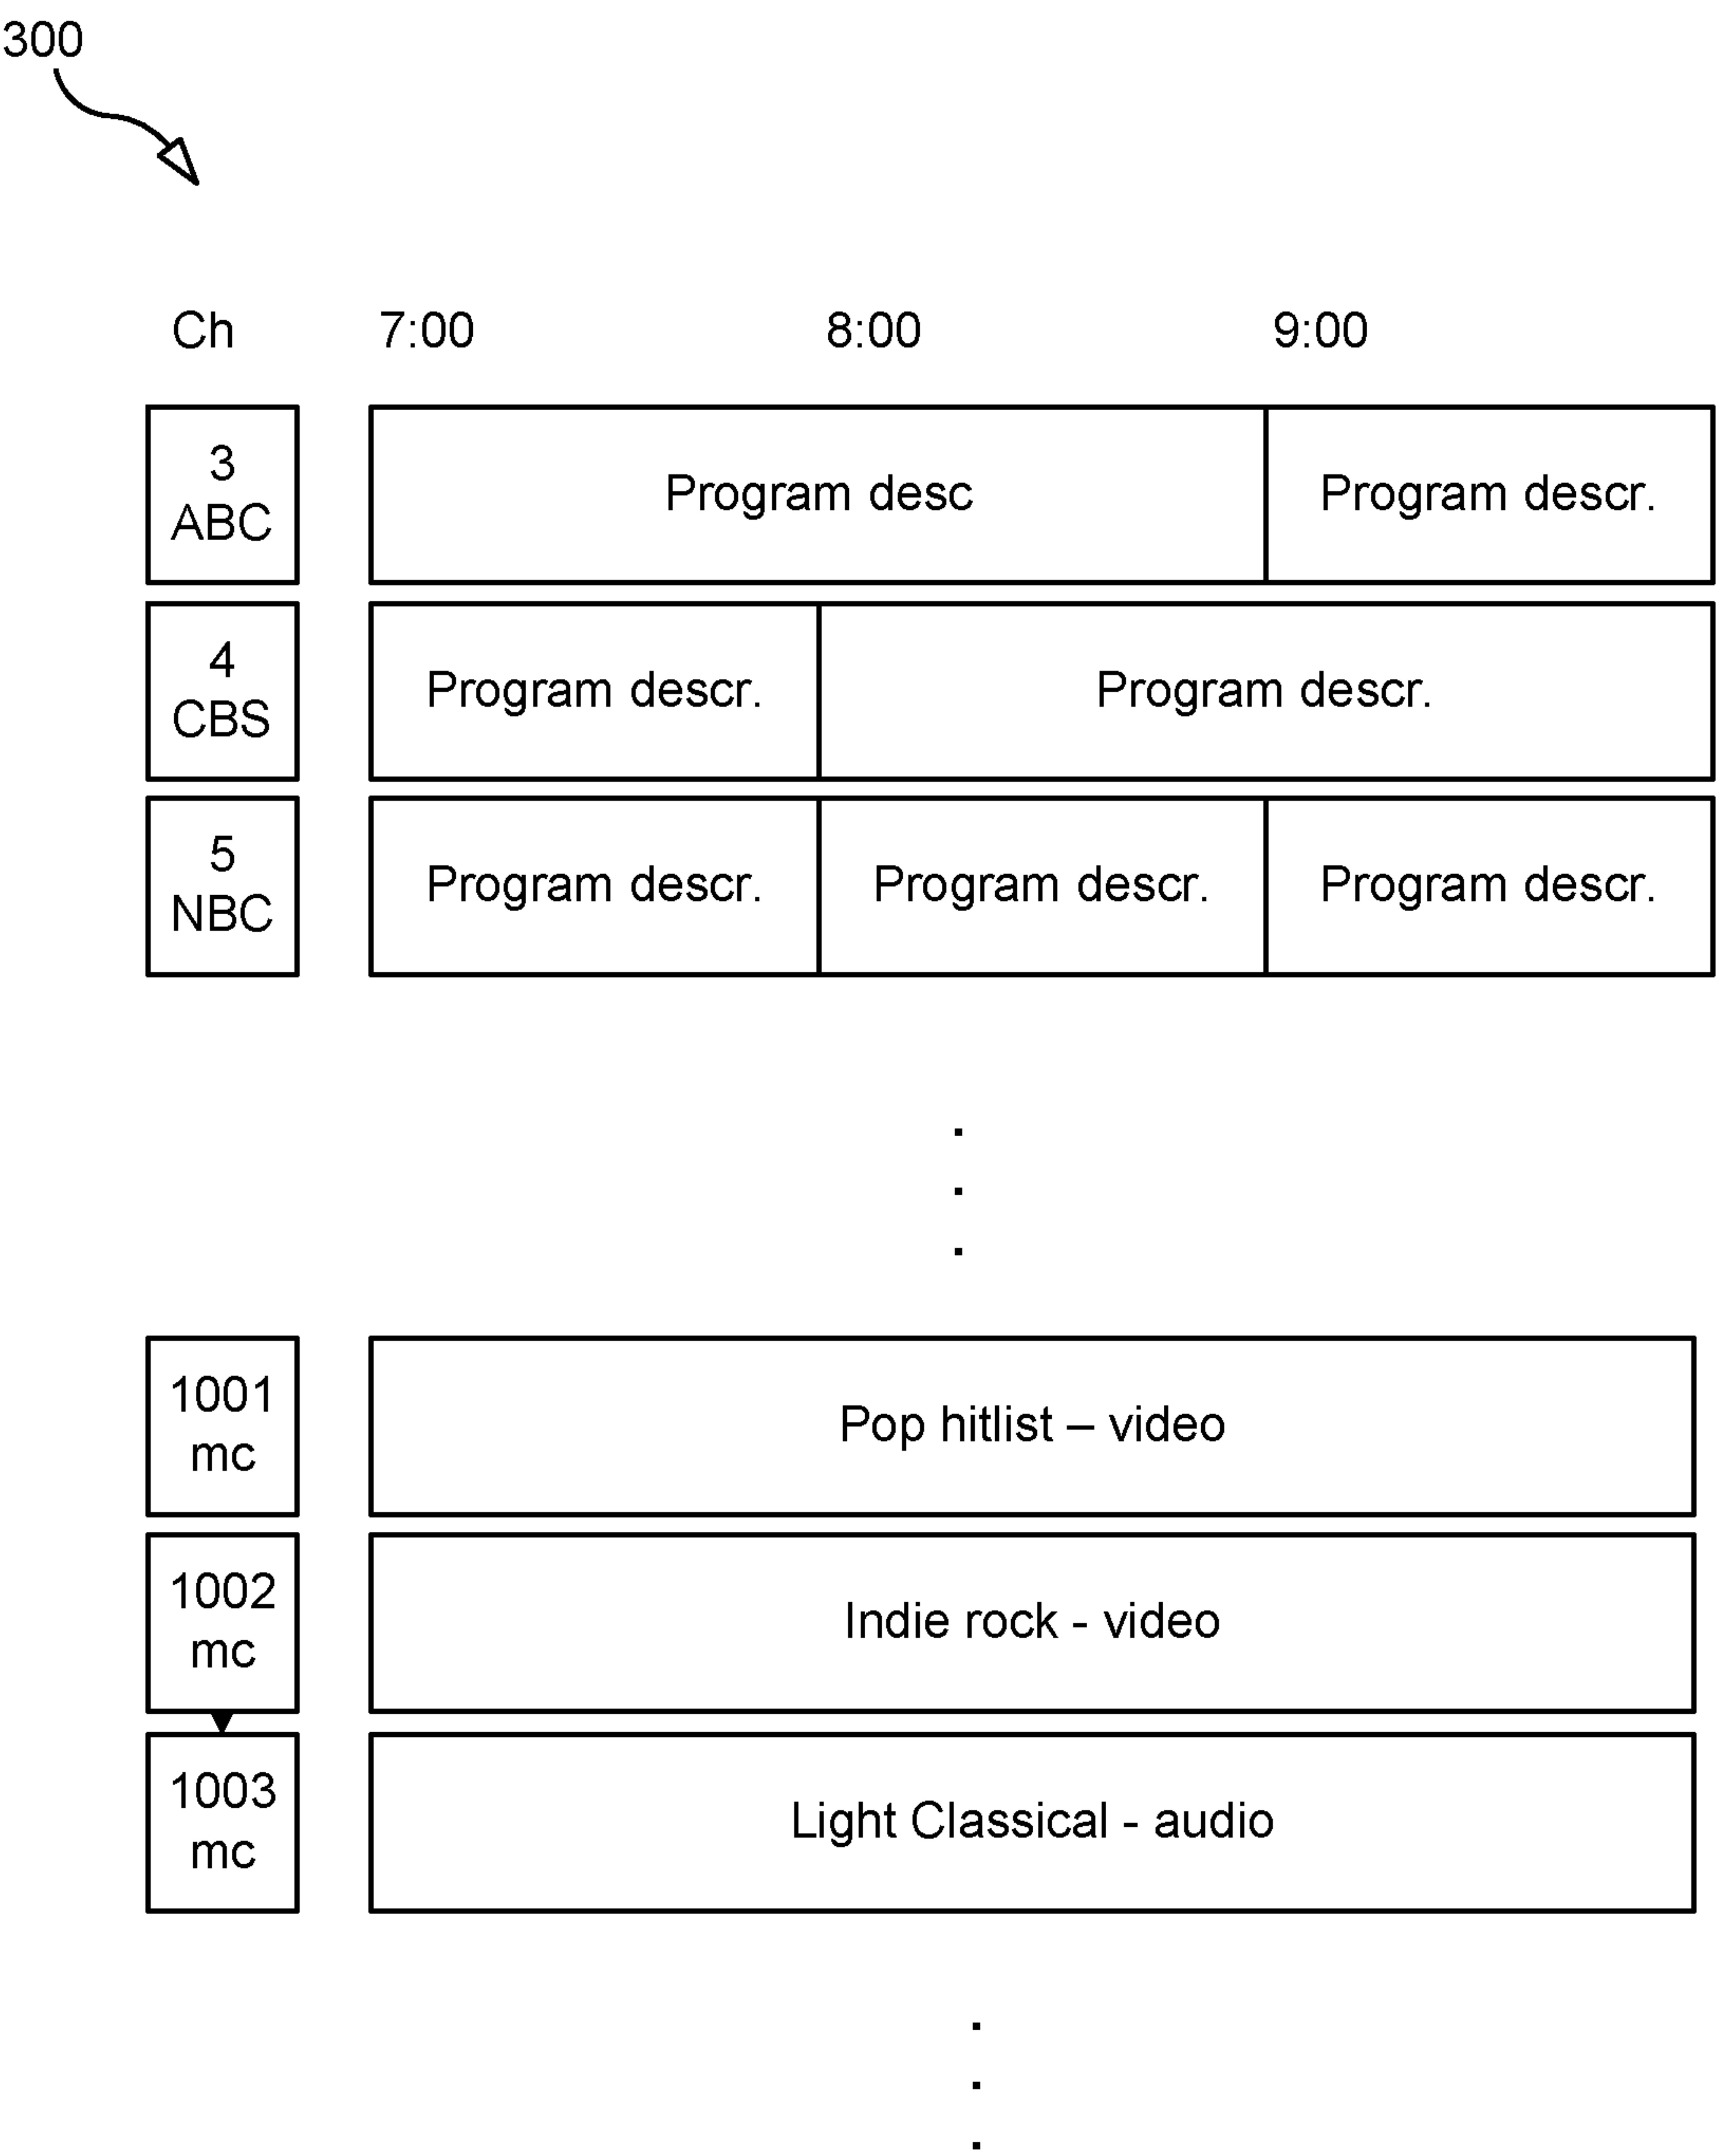 300
Ch 7:00 8:00 9:00
3
ABC
Program desc Program descr.
4
CBS
Program descr. Program descr.
5
NBC
Program descr. Program descr. Program descr.
.
.
.
1001
mc
Pop hitlist – video
1002
mc
Indie rock - video
1003
mc
Light Classical - audio
.
.
.